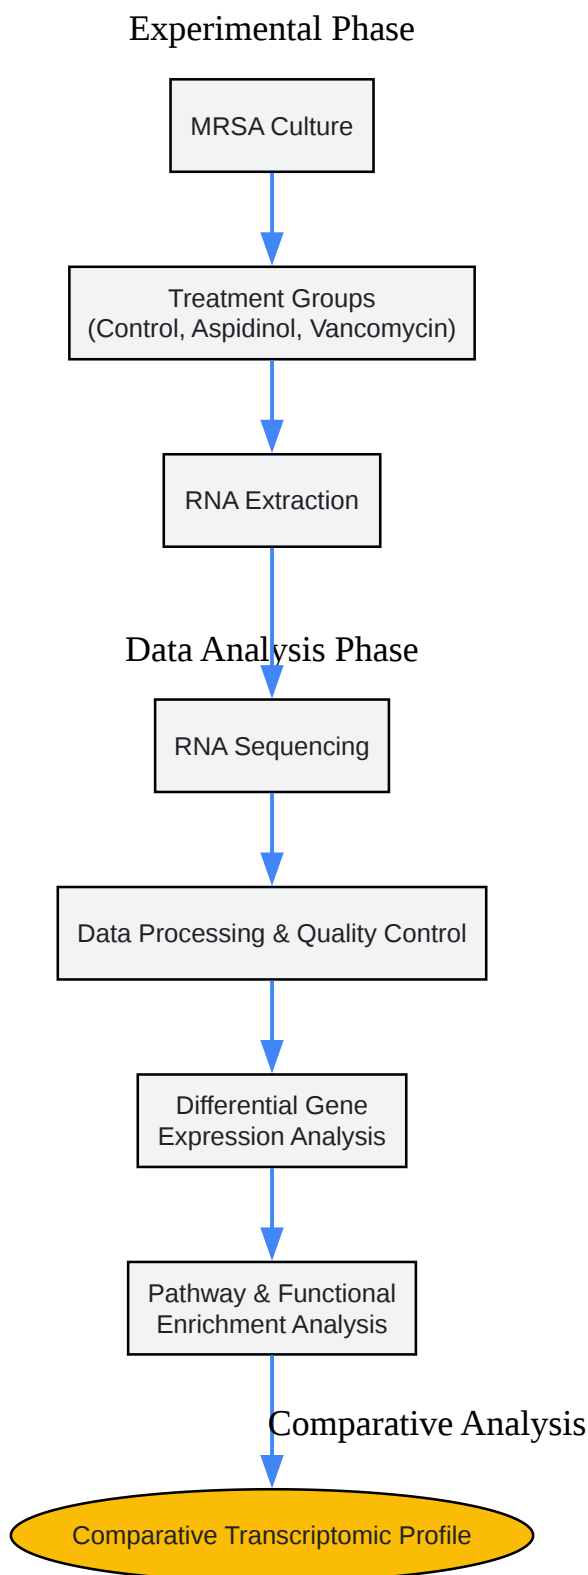 Experimental Phase
MRSA Culture
Treatment Groups
(Control, Aspidinol, Vancomycin)
RNA Extraction
Data Analysis Phase
RNA Sequencing
Data Processing & Quality Control
Differential Gene
Expression Analysis
Pathway & Functional
Enrichment Analysis
Comparative Analysis
Comparative Transcriptomic Profile